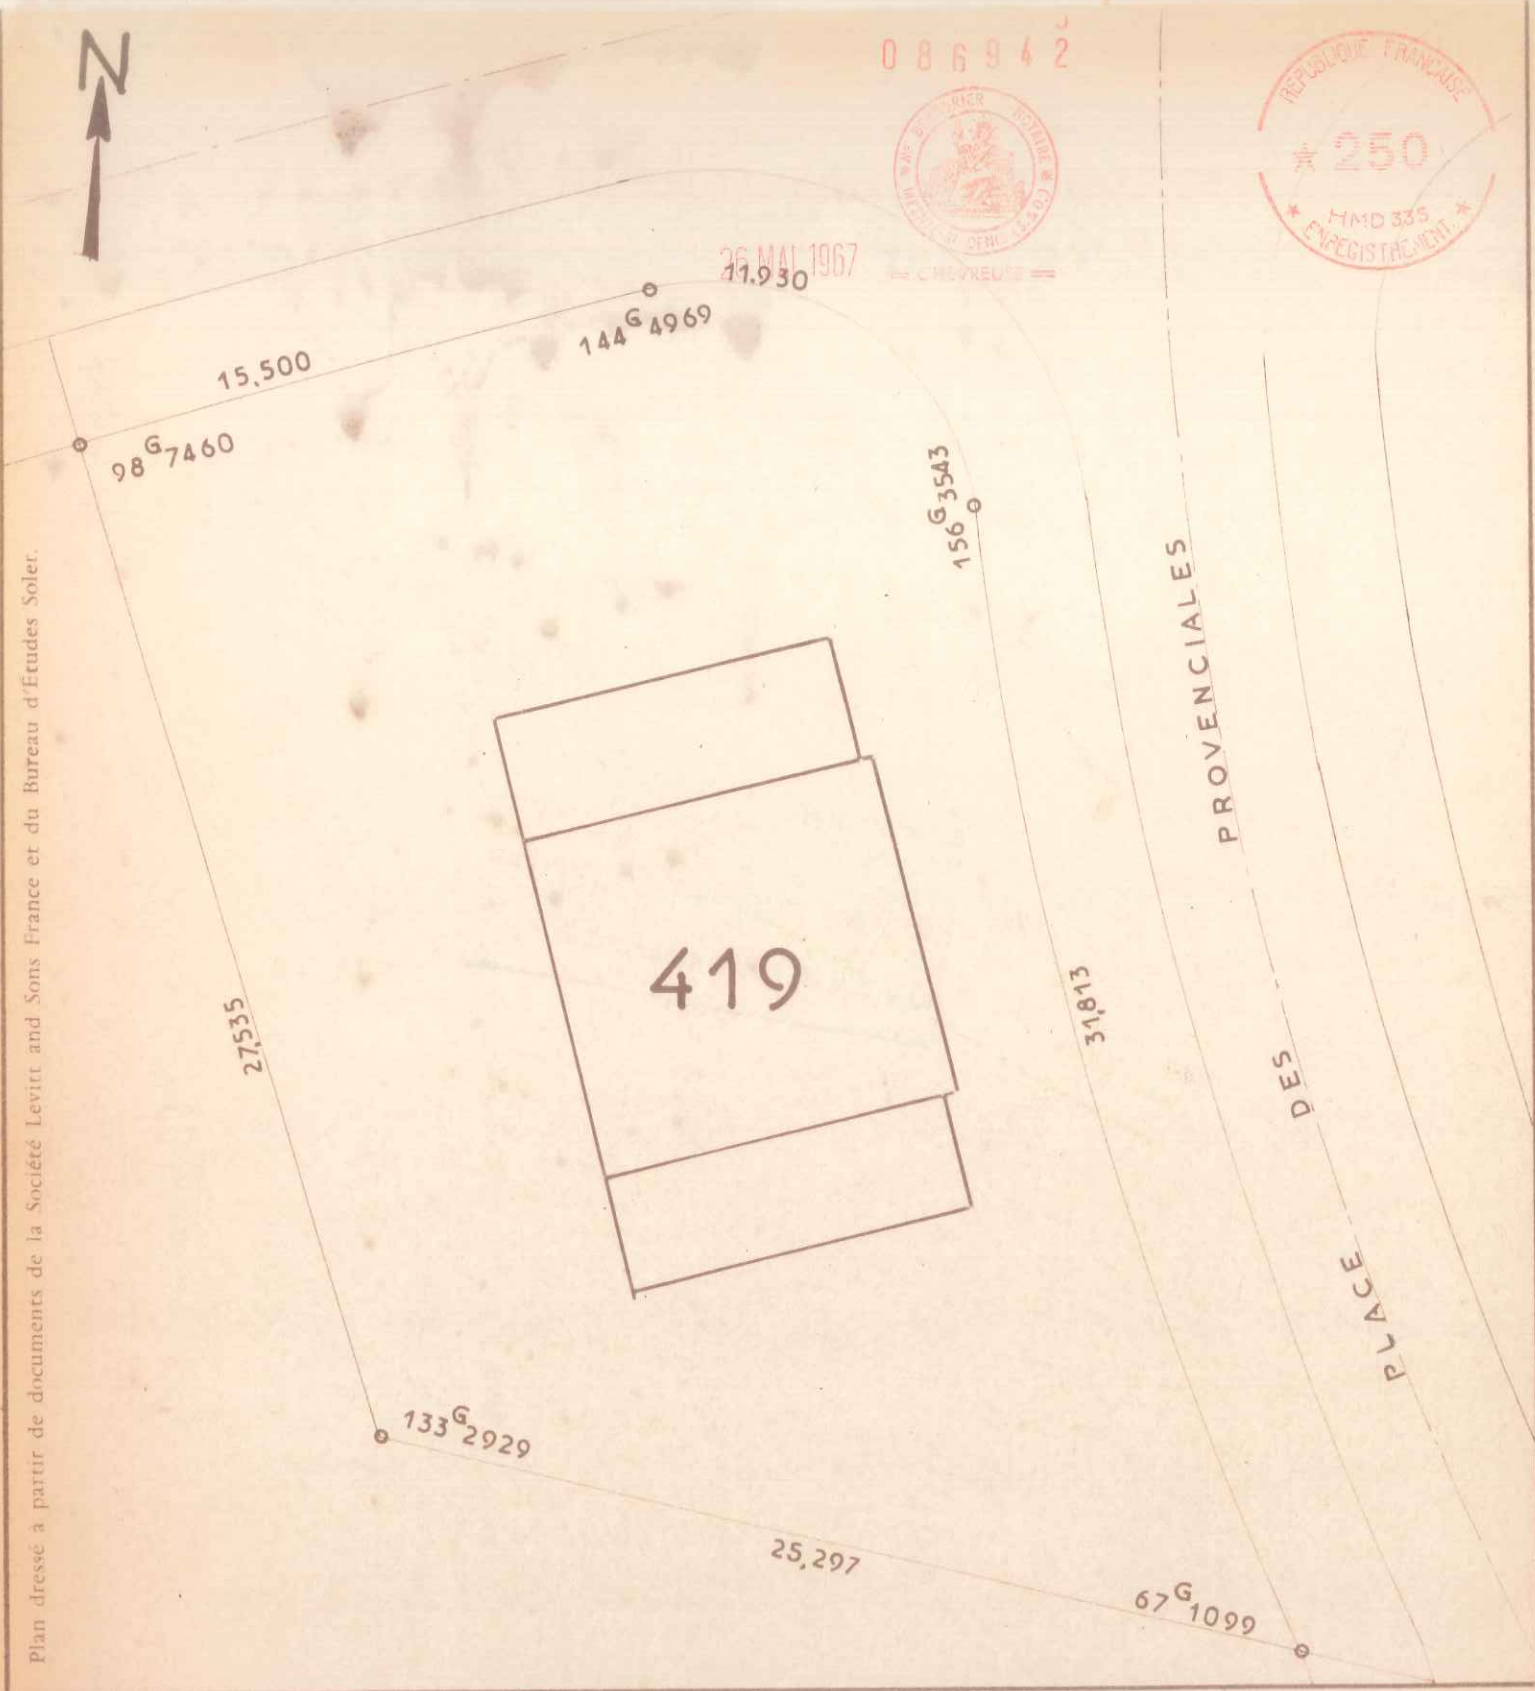 N
086942
REPUBLIQUE FRANÇAISE
★ 250
HMD 335
★ ENREGISTREMENT ★
NOTAIRE
26 MAI 1967
= CHEVREUSE =
11.930
144G4969
15,500
98G7460
156G3543
PLACE DES PROVENCIALES
419
27,535
31,813
133G2929
25,297
67G1099
Plan dressé à partir de documents de la Société Levitt and Sons France et du Bureau d'Etudes Soler.